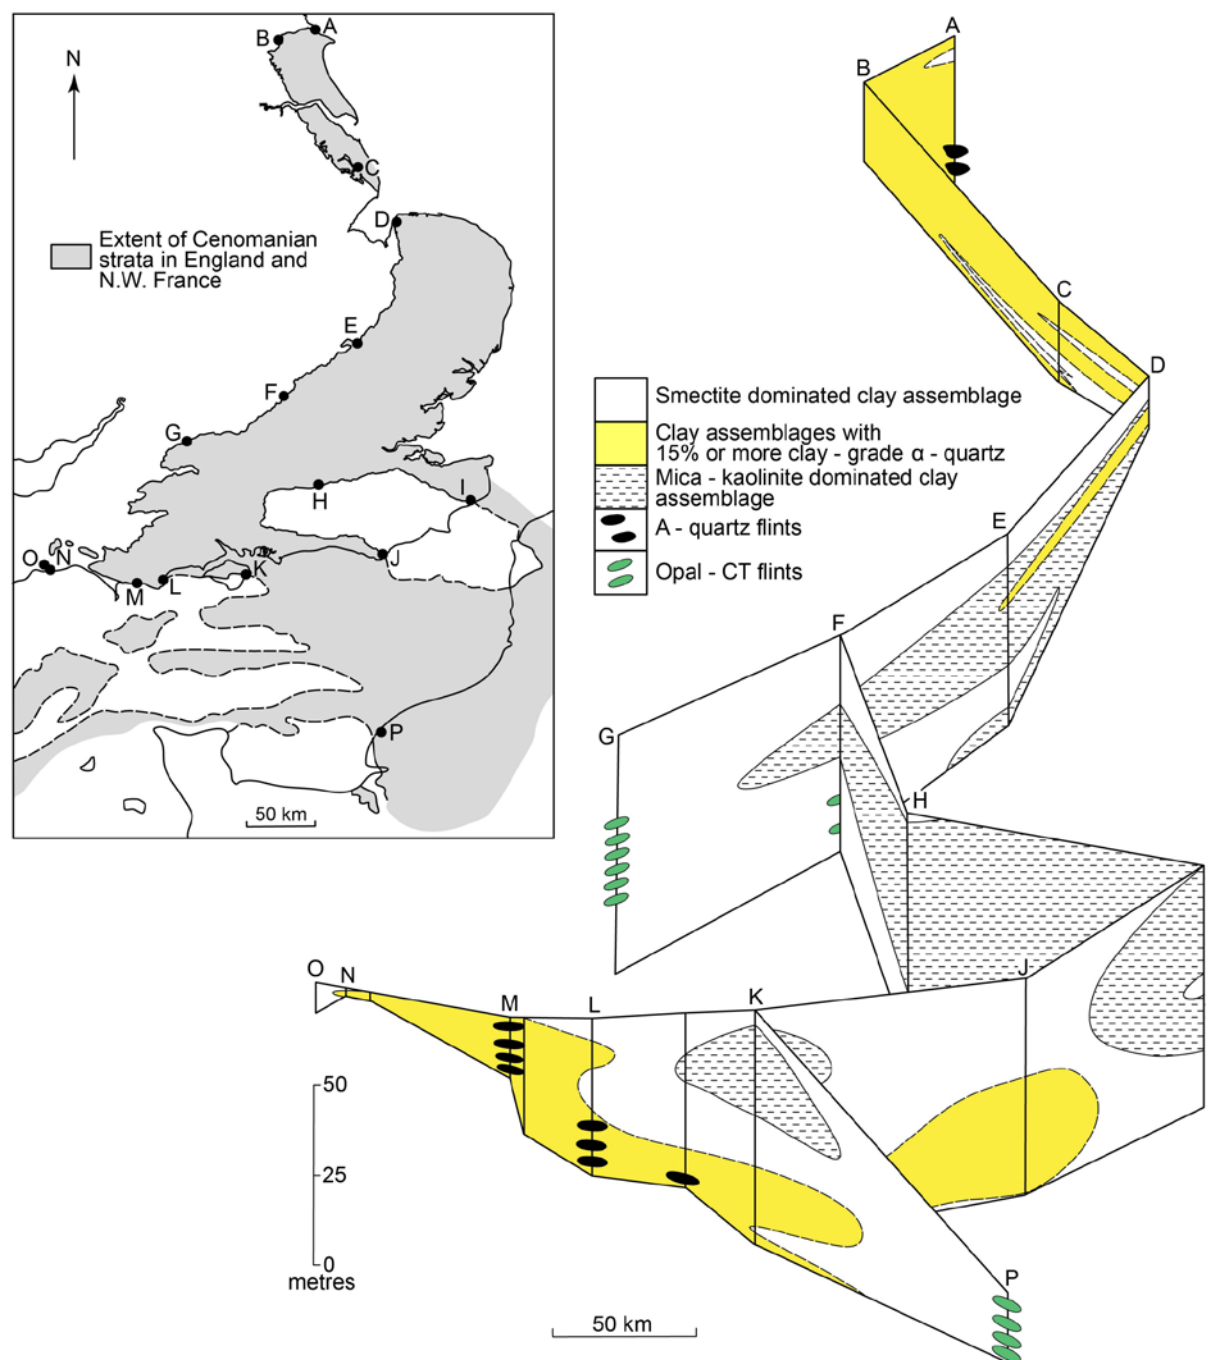 N
A
B
C
D
Extent of Cenomanian
strata in England and
N.W. France
E
F
G
H
I
J
O
N
K
L
M
P
50 km
A
B
C
D
Smectite dominated clay assemblage
Clay assemblages with
15% or more clay - grade α - quartz
Mica - kaolinite dominated clay
assemblage
A - quartz flints
Opal - CT flints
E
F
G
H
J
O
N
M
L
K
P
50
25
0
metres
50 km